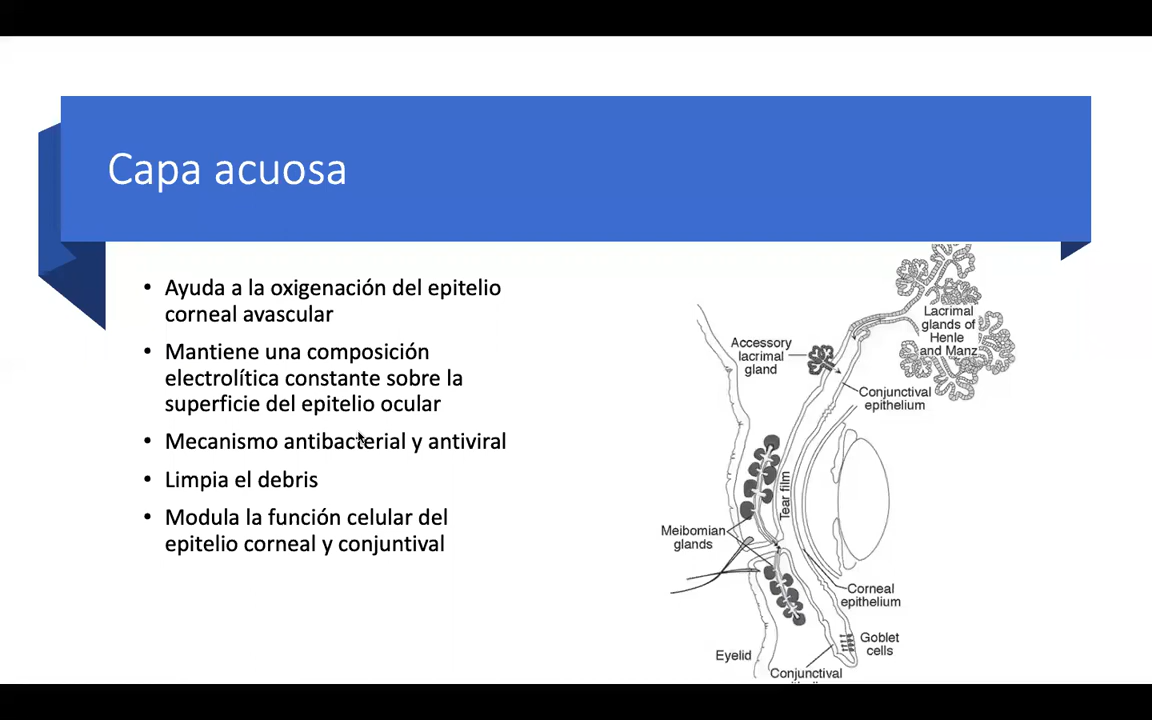 Capa acuosa
• Ayuda a la oxigenación del epitelio
corneal avascular
• Mantiene una composición
electrolítica constante sobre la
superficie del epitelio ocular
• Mecanismo antibacterial y antiviral
• Limpia el debris
• Modula la función celular del
epitelio corneal y conjuntival
Lacrimal
glands of
Henle
and Manz
Accessory
lacrimal
gland
Conjunctival
epithelium
Tear film
Meibomian
glands
Corneal
epithelium
Goblet
cells
Eyelid
Conjunctival